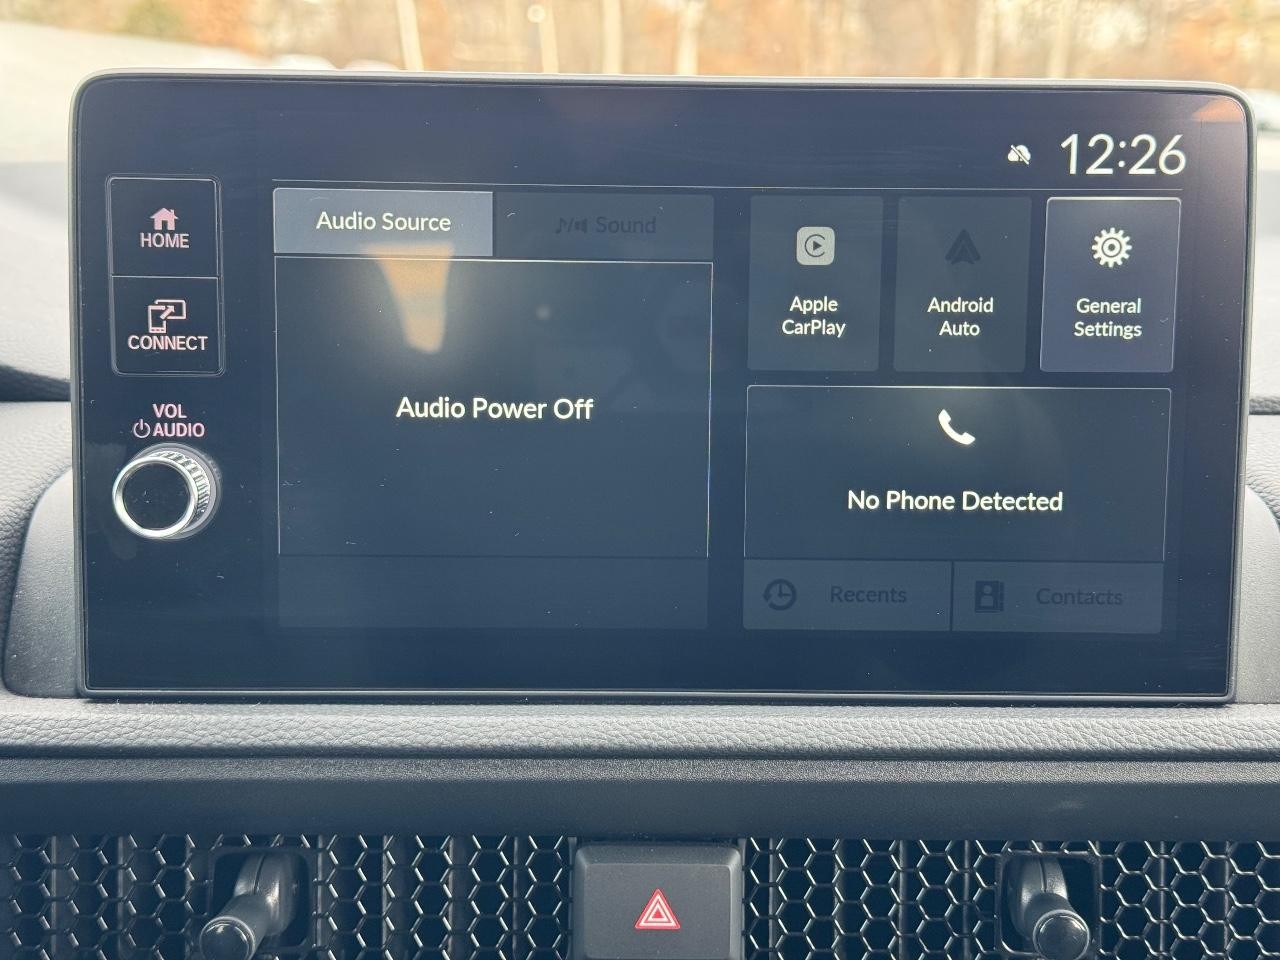 12:26
HOME
CONNECT
VOL
AUDIO
Audio Source
Sound
Audio Power Off
Apple
CarPlay
Android
Auto
General
Settings
No Phone Detected
Recents
Contacts